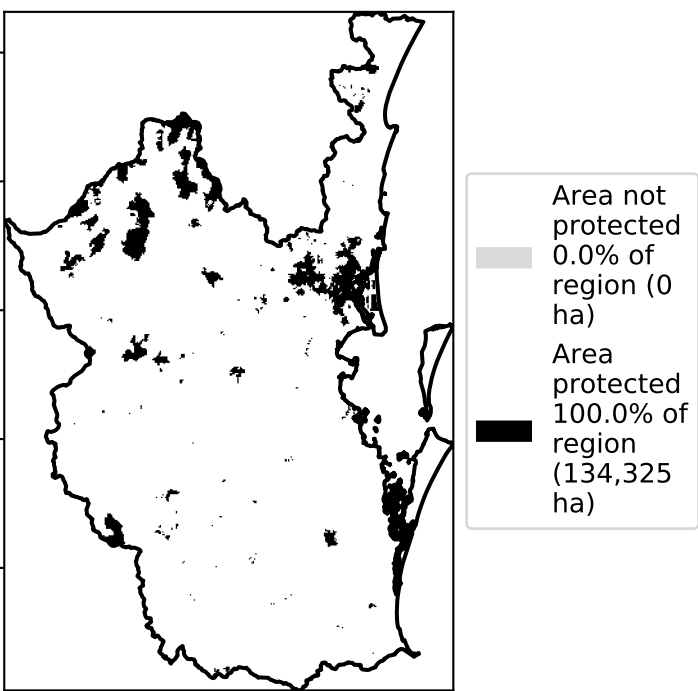 Area not
protected
0.0% of
region (0
ha)
Area
protected
100.0% of
region
(134,325
ha)